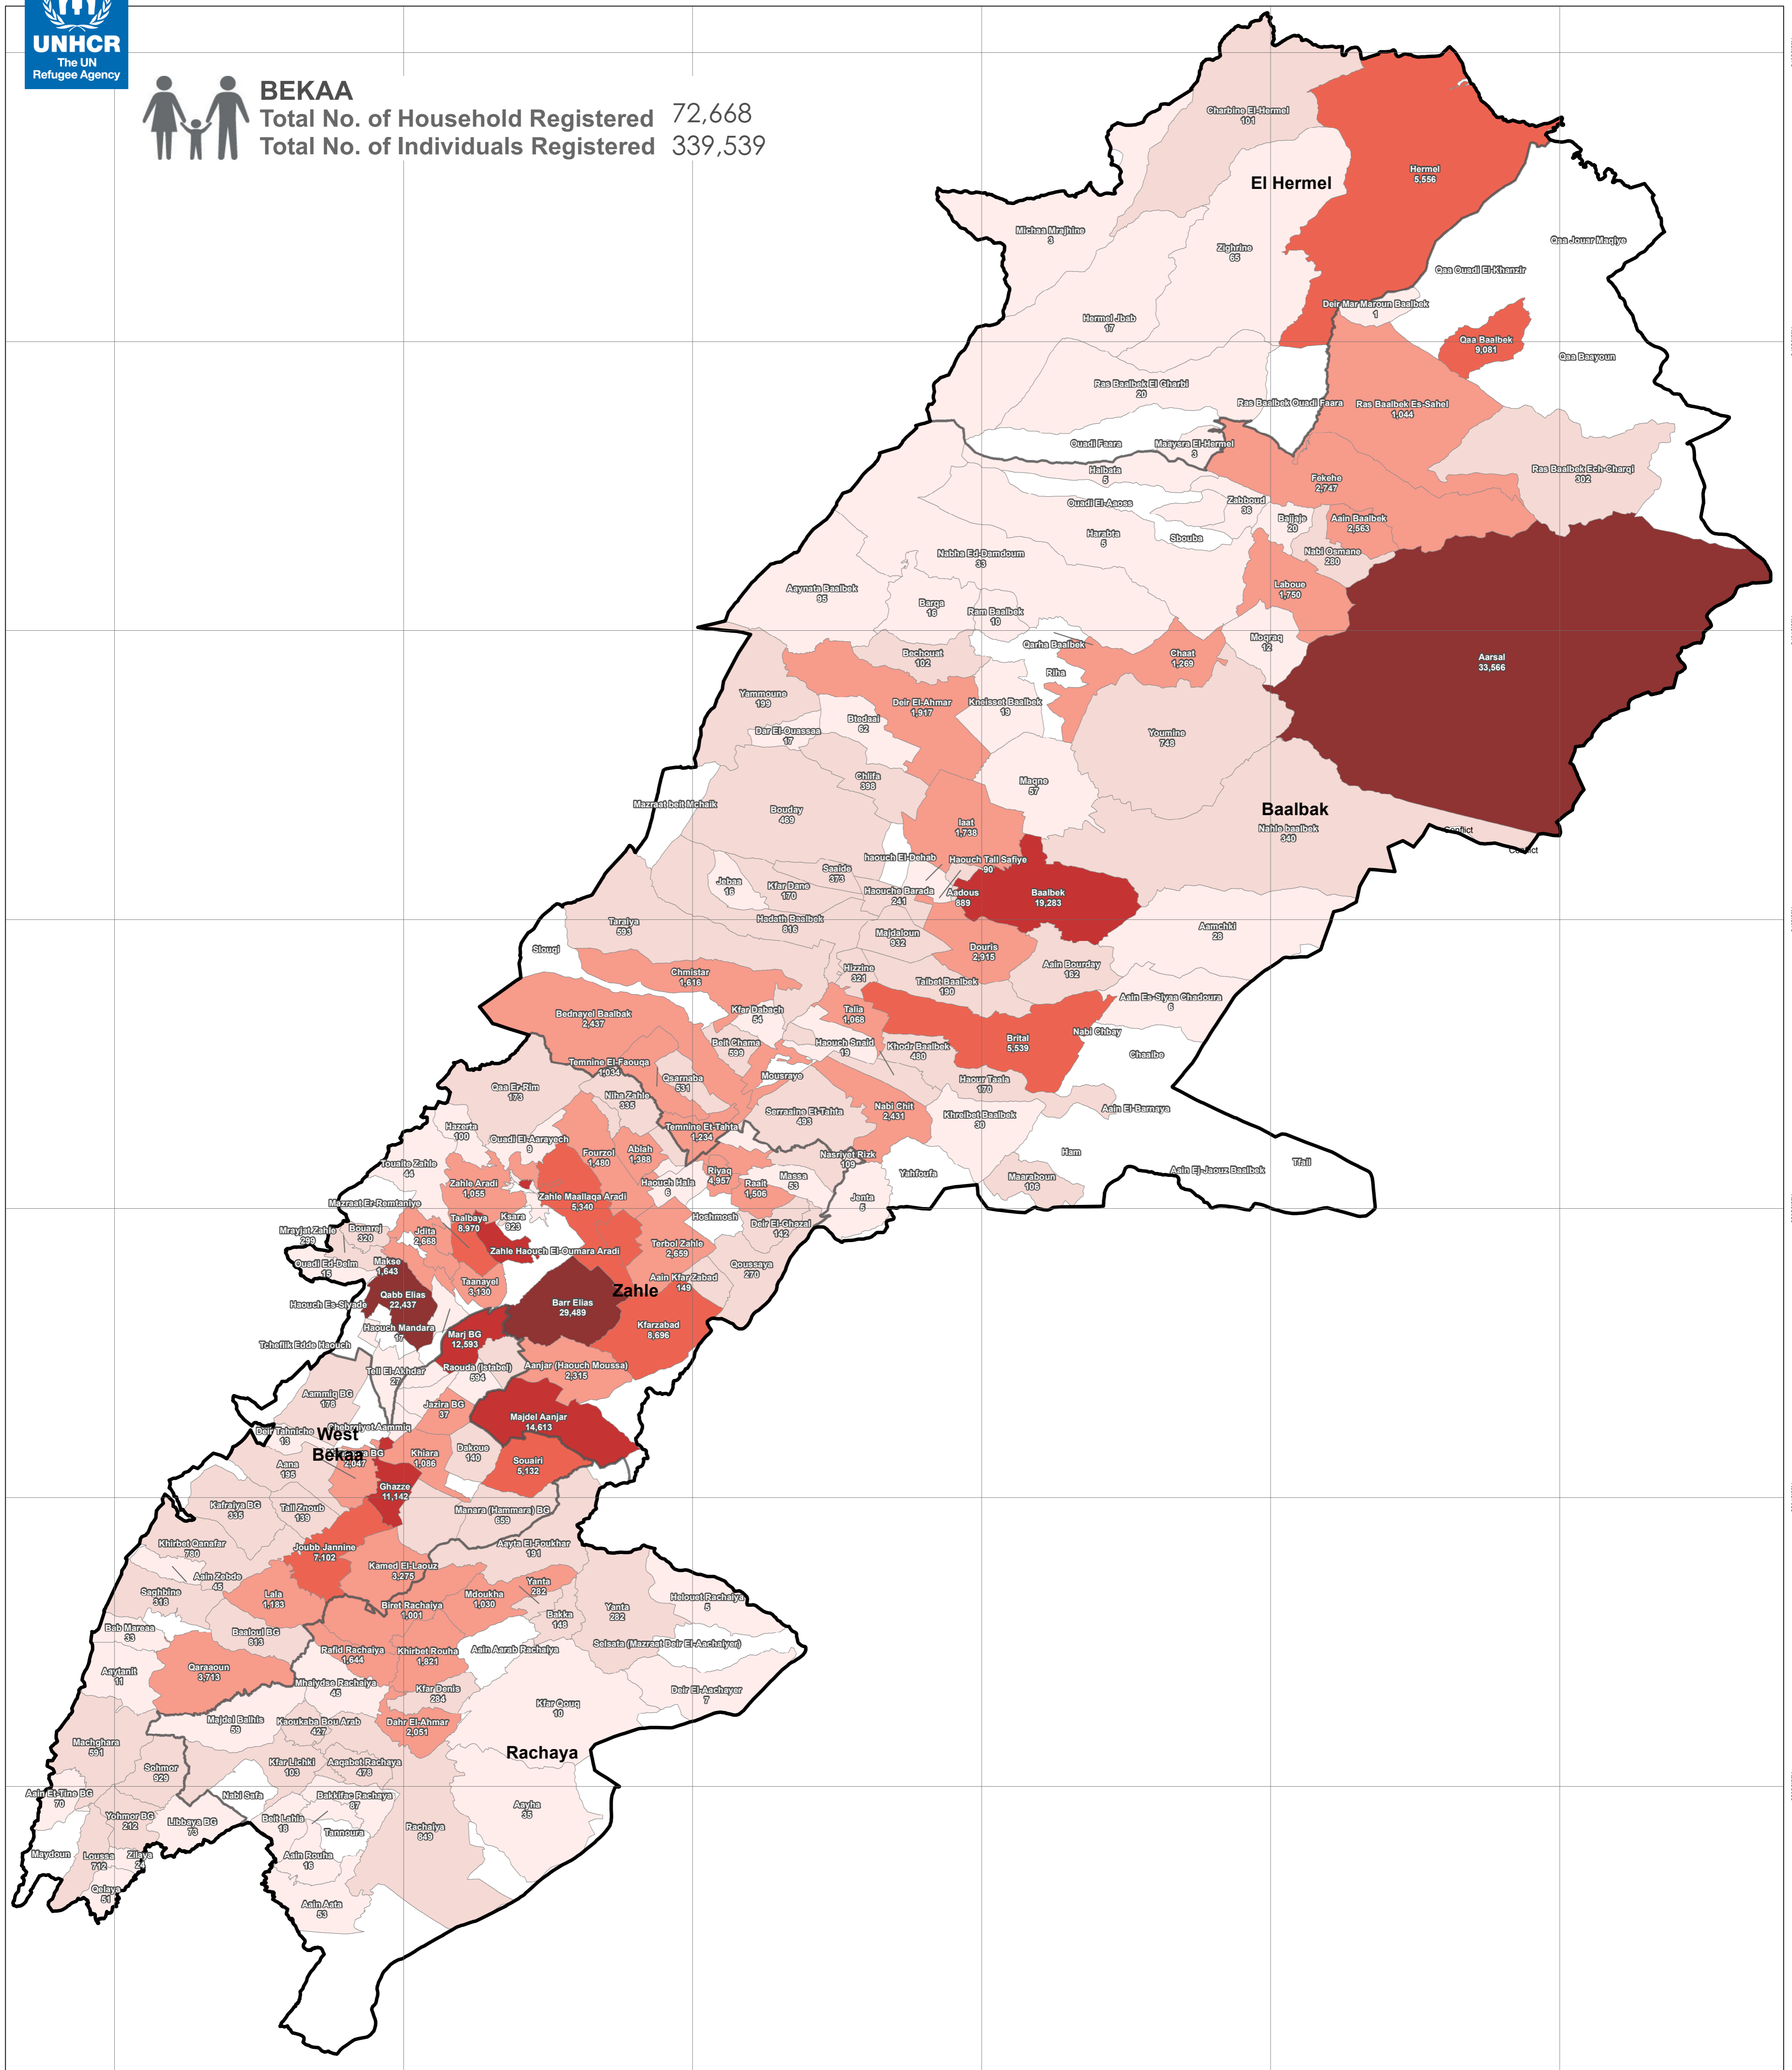 UNHCR
The UN
Refugee Agency
BEKAA
Total No. of Household Registered 72,668
Total No. of Individuals Registered 339,539
Charbine El-Hermel
101
Hermel
5,556
El Hermel
Michaa Mrajhine
3
Zighrine
65
Qaa Jouar Maqiye
Qaa Ouadi El-Khanzir
Deir Mar Maroun Baalbek
1
Hermel Jbab
17
Qaa Baalbek
9,081
Qaa Baayoun
Ras Baalbek El Gharbi
20
Ras Baalbek Ouadi Faara
Ras Baalbek Es-Sahel
1,044
Ouadi Faara
Maaysra El-Hermel
3
Halbata
5
Fekehe
2,747
Ras Baalbek Ech-Charqi
302
Ouadi El-Aaoss
Zabboud
36
Bajjaje
20
Aain Baalbek
2,563
Harabta
5
Sbouba
Nabi Osmane
280
Nabha Ed-Damdoum
33
Laboue
1,750
Aaynata Baalbek
95
Barqa
16
Ram Baalbek
10
Qarha Baalbek
Moqraq
12
Bechouat
102
Chaat
1,269
Aarsal
33,566
Riha
Yammoune
199
Deir El-Ahmar
1,917
Kneisset Baalbek
19
Btedaai
62
Dar El-Ouassaa
17
Youmine
748
Chlifa
398
Maqne
57
Mazraat beit Mchaik
Bouday
469
Baalbak
Iaat
1,738
Nahle baalbek
340
Conflict
Conflict
haouch El-Dehab
Haouch Tall Safiye
90
Saaide
373
Jebaa
16
Kfar Dane
170
Haouche Barada
241
Aadous
889
Baalbek
19,283
Hadath Baalbek
816
Taraiya
593
Majdaloun
932
Aamchki
28
Slouqi
Douris
2,915
Aain Bourday
162
Chmistar
1,616
Hizzine
321
Taibet Baalbek
190
Aain Es-Siyaa Chadoura
6
Bednayel Baalbak
2,437
Kfar Dabach
54
Talia
1,068
Nabi Chbay
Brital
5,539
Beit Chama
599
Haouch Snaid
19
Khodr Baalbek
480
Chaaibe
Temnine El-Faouqa
1,034
Qsarnaba
531
Mousraye
Haour Taala
170
Qaa Er-Rim
173
Niha Zahle
335
Serraaine Et-Tahta
493
Nabi Chit
2,431
Khreibet Baalbek
30
Aain El-Barnaya
Hazerta
100
Ouadi El-Aarayech
9
Temnine Et-Tahta
1,234
Fourzol
1,480
Ablah
1,388
Nasriyet Rizk
109
Ham
Touaite Zahle
44
Riyaq
4,957
Massa
53
Yahfoufa
Aain Ej-Jaouz Baalbek
Tfail
Zahle Aradi
1,055
Haouch Hala
6
Raait
1,506
Maaraboun
106
Mazraat Er-Remtaniye
Zahle Maallaqa Aradi
5,340
Jenta
5
Taalbaya
8,970
Ksara
923
Hoshmosh
Deir El-Ghazal
142
Mrayjat Zahle
299
Bouarej
320
Jdita
2,668
Zahle Haouch El-Oumara Aradi
Terbol Zahle
2,659
Ouadi Ed-Delm
15
Makse
1,643
Qoussaya
270
Taanayel
3,130
Aain Kfar Zabad
149
Zahle
Haouch Es-Siyade
Qabb Elias
22,437
Barr Elias
29,489
Haouch Mandara
17
Marj BG
12,593
Kfarzabad
8,696
Tcheflik Edde Haouch
Raouda (Istabel)
594
Aanjar (Haouch Moussa)
2,315
Tell El-Akhdar
27
Aammiq BG
178
Jazira BG
37
Majdel Aanjar
14,613
Chebrqiyet Aammiq
Deir Tahniche
13
West
Bekaa
BG
2,047
Khiara
1,086
Dakoue
140
Souairi
5,132
Aana
195
Ghazze
11,142
Kafraiya BG
335
Tall Znoub
139
Manara (Hammara) BG
659
Khirbet Qanafar
780
Joubb Jannine
7,102
Aayta El-Foukhar
191
Aain Zebde
45
Kamed El-Laouz
3,275
Saghbine
318
Lala
1,183
Mdoukha
1,030
Yanta
282
Helouet Rachaiya
5
Biret Rachaiya
1,001
Bakka
148
Yanta
282
Bab Mareaa
33
Baaloul BG
813
Selsata (Mazraat Deir El-Aachaiyer)
Rafid Rachaiya
1,644
Khirbet Rouha
1,821
Aain Aarab Rachaiya
Aaytanit
11
Qaraaoun
3,713
Mhaiydse Rachaiya
45
Kfar Denis
284
Deir El-Aachayer
7
Kfar Qouq
10
Majdel Balhis
59
Kaoukaba Bou Arab
427
Dahr El-Ahmar
2,051
Machghara
591
Rachaya
Sohmor
929
Kfar Lichki
103
Aaqabet Rachaya
478
Aain Et-Tine BG
70
Nabi Safa
Bakkifac Rachaya
87
Aayha
35
Yohmor BG
212
Libbaya BG
73
Beit Lahia
18
Tannoura
Rachaiya
849
Maydoun
Loussa
712
Zilaya
24
Aain Rouha
16
Qelaya
51
Aain Aata
53